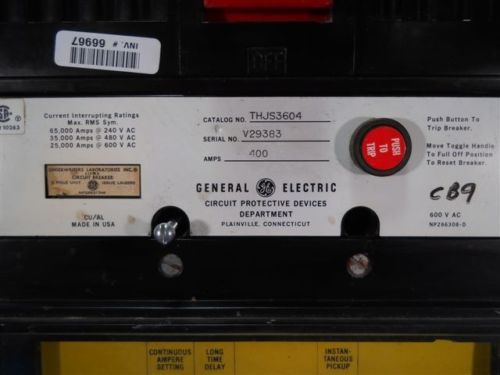 INV. # 66967
OFF
Current Interrupting Ratings
Max. RMS Sym.
65,000 Amps @ 240 V AC
35,000 Amps @ 480 V AC
25,000 Amps @ 600 V AC
CATALOG NO. THJS3604
SERIAL NO. V29383
AMPS 400
PUSH
TO
TRIP
Push Button To
Trip Breaker.
Move Toggle Handle
To Full Off Position
To Reset Breaker.
UNDERWRITERS LABORATORIES INC.
CIRCUIT BREAKER
GENERAL GE ELECTRIC
CIRCUIT PROTECTIVE DEVICES
DEPARTMENT
PLAINVILLE, CONNECTICUT
CB9
600 V AC
NP266308-D
CU/AL
MADE IN USA
CONTINUOUS
AMPERE
SETTING
LONG
TIME
DELAY
INSTAN-
TANEOUS
PICKUP